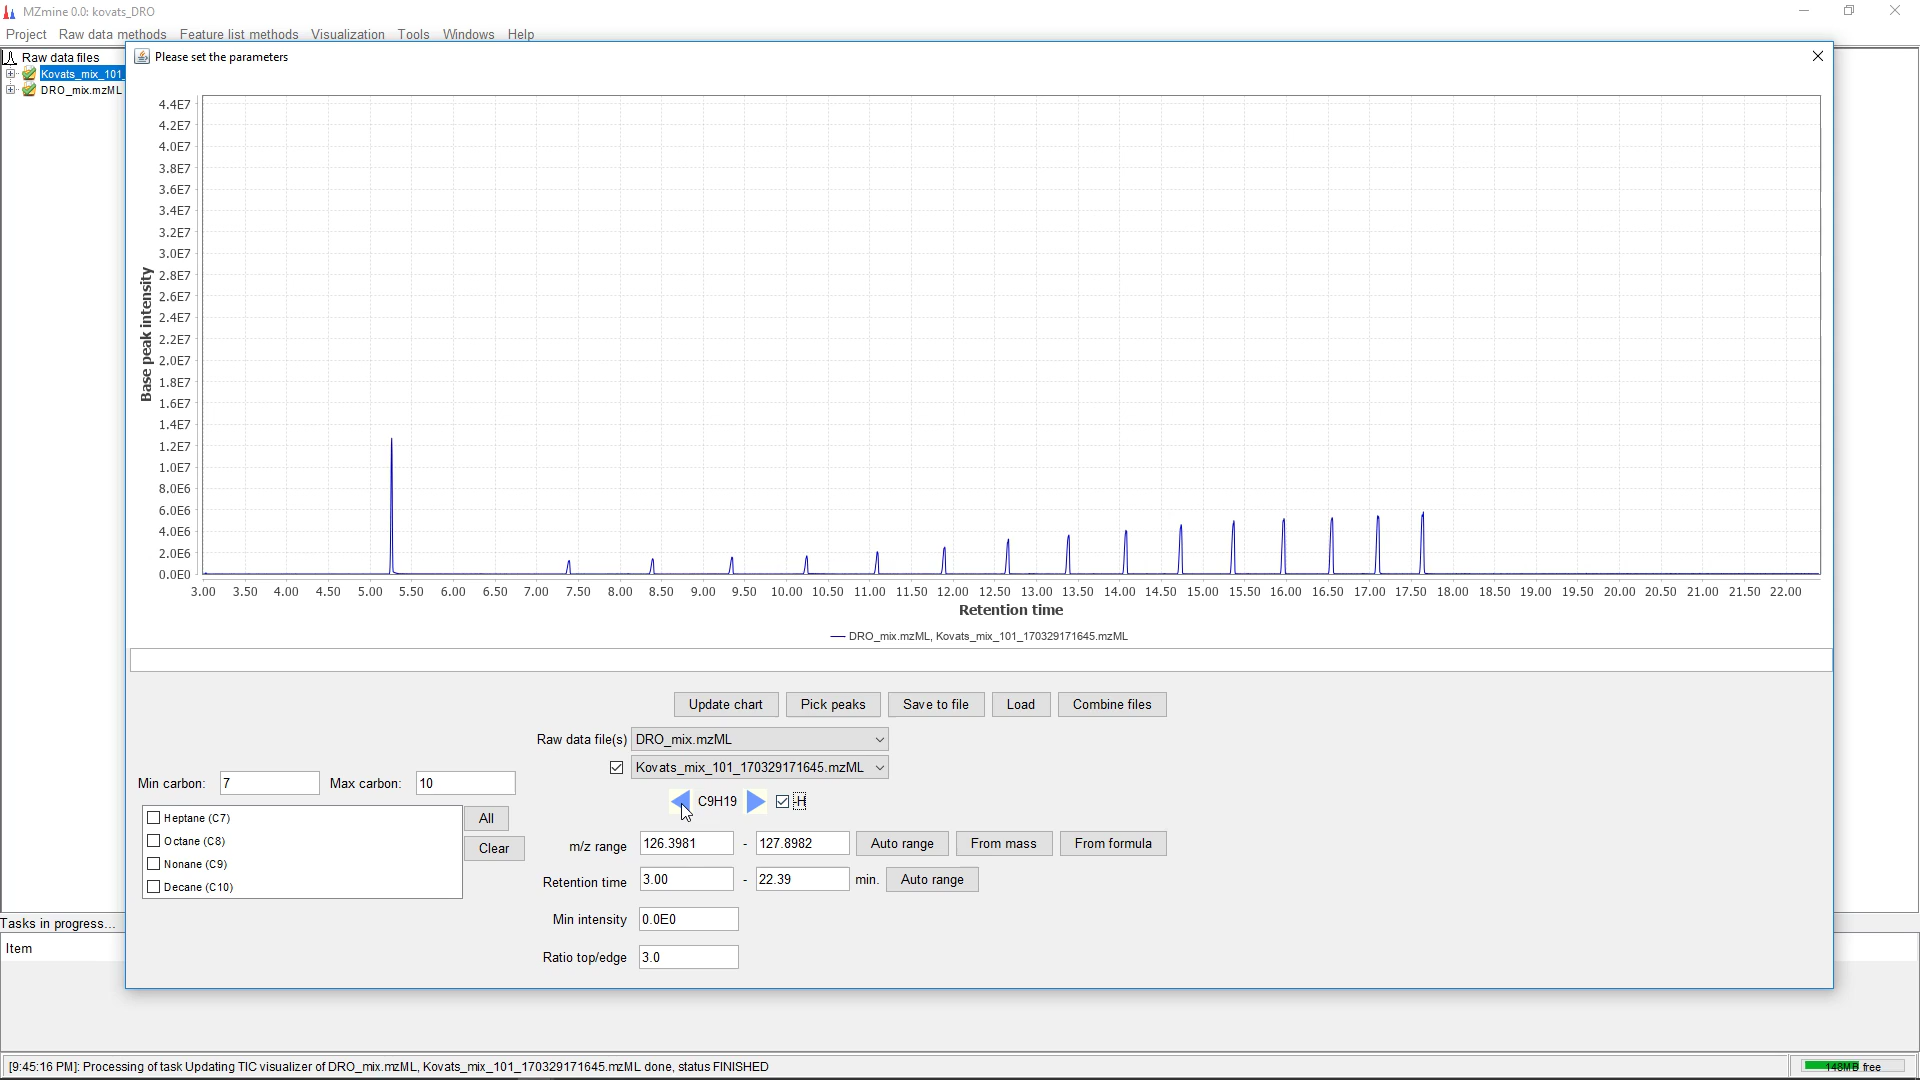 MZmine 0.0: kovats_DRO
Project Raw data methods Feature list methods Visualization Tools Windows Help
Raw data files
Kovats_mix_101_
DRO_mix.mzML
Please set the parameters
4.4E7
4.2E7
4.0E7
3.8E7
3.6E7
3.4E7
3.2E7
3.0E7
2.8E7
2.6E7
2.4E7
2.2E7
2.0E7
1.8E7
1.6E7
1.4E7
1.2E7
1.0E7
8.0E6
6.0E6
4.0E6
2.0E6
0.0E0
Base peak intensity
3.00 3.50 4.00 4.50 5.00 5.50 6.00 6.50 7.00 7.50 8.00 8.50 9.00 9.50 10.00 10.50 11.00 11.50 12.00 12.50 13.00 13.50 14.00 14.50 15.00 15.50 16.00 16.50 17.00 17.50 18.00 18.50 19.00 19.50 20.00 20.50 21.00 21.50 22.00
Retention time
DRO_mix.mzML, Kovats_mix_101_170329171645.mzML
Update chart Pick peaks Save to file Load Combine files
Raw data file(s) DRO_mix.mzML
Kovats_mix_101_170329171645.mzML
Min carbon: 7 Max carbon: 10
C9H19 -H
Heptane (C7)
Octane (C8)
Nonane (C9)
Decane (C10)
All
Clear
m/z range 126.3981 - 127.8982 Auto range From mass From formula
Retention time 3.00 - 22.39 min. Auto range
Min intensity 0.0E0
Ratio top/edge 3.0
Tasks in progress...
Item
[9:45:16 PM]: Processing of task Updating TIC visualizer of DRO_mix.mzML, Kovats_mix_101_170329171645.mzML done, status FINISHED
148MB free